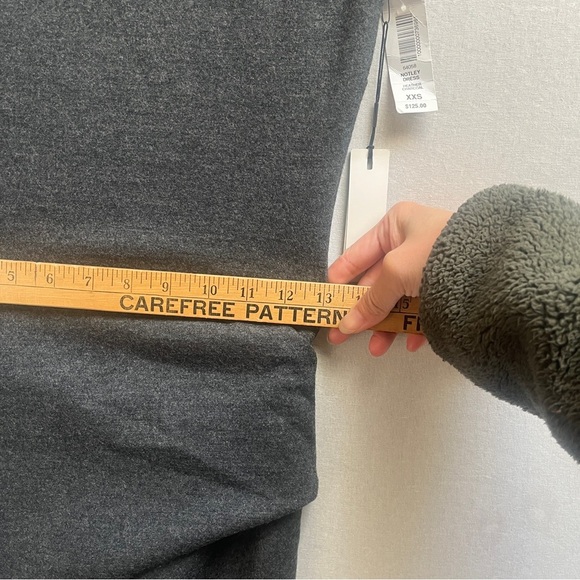 NOTLEY
DRESS
XXS
$125.00
5 6 7 8 9 10 11 12 13
CAREFREE PATTERN